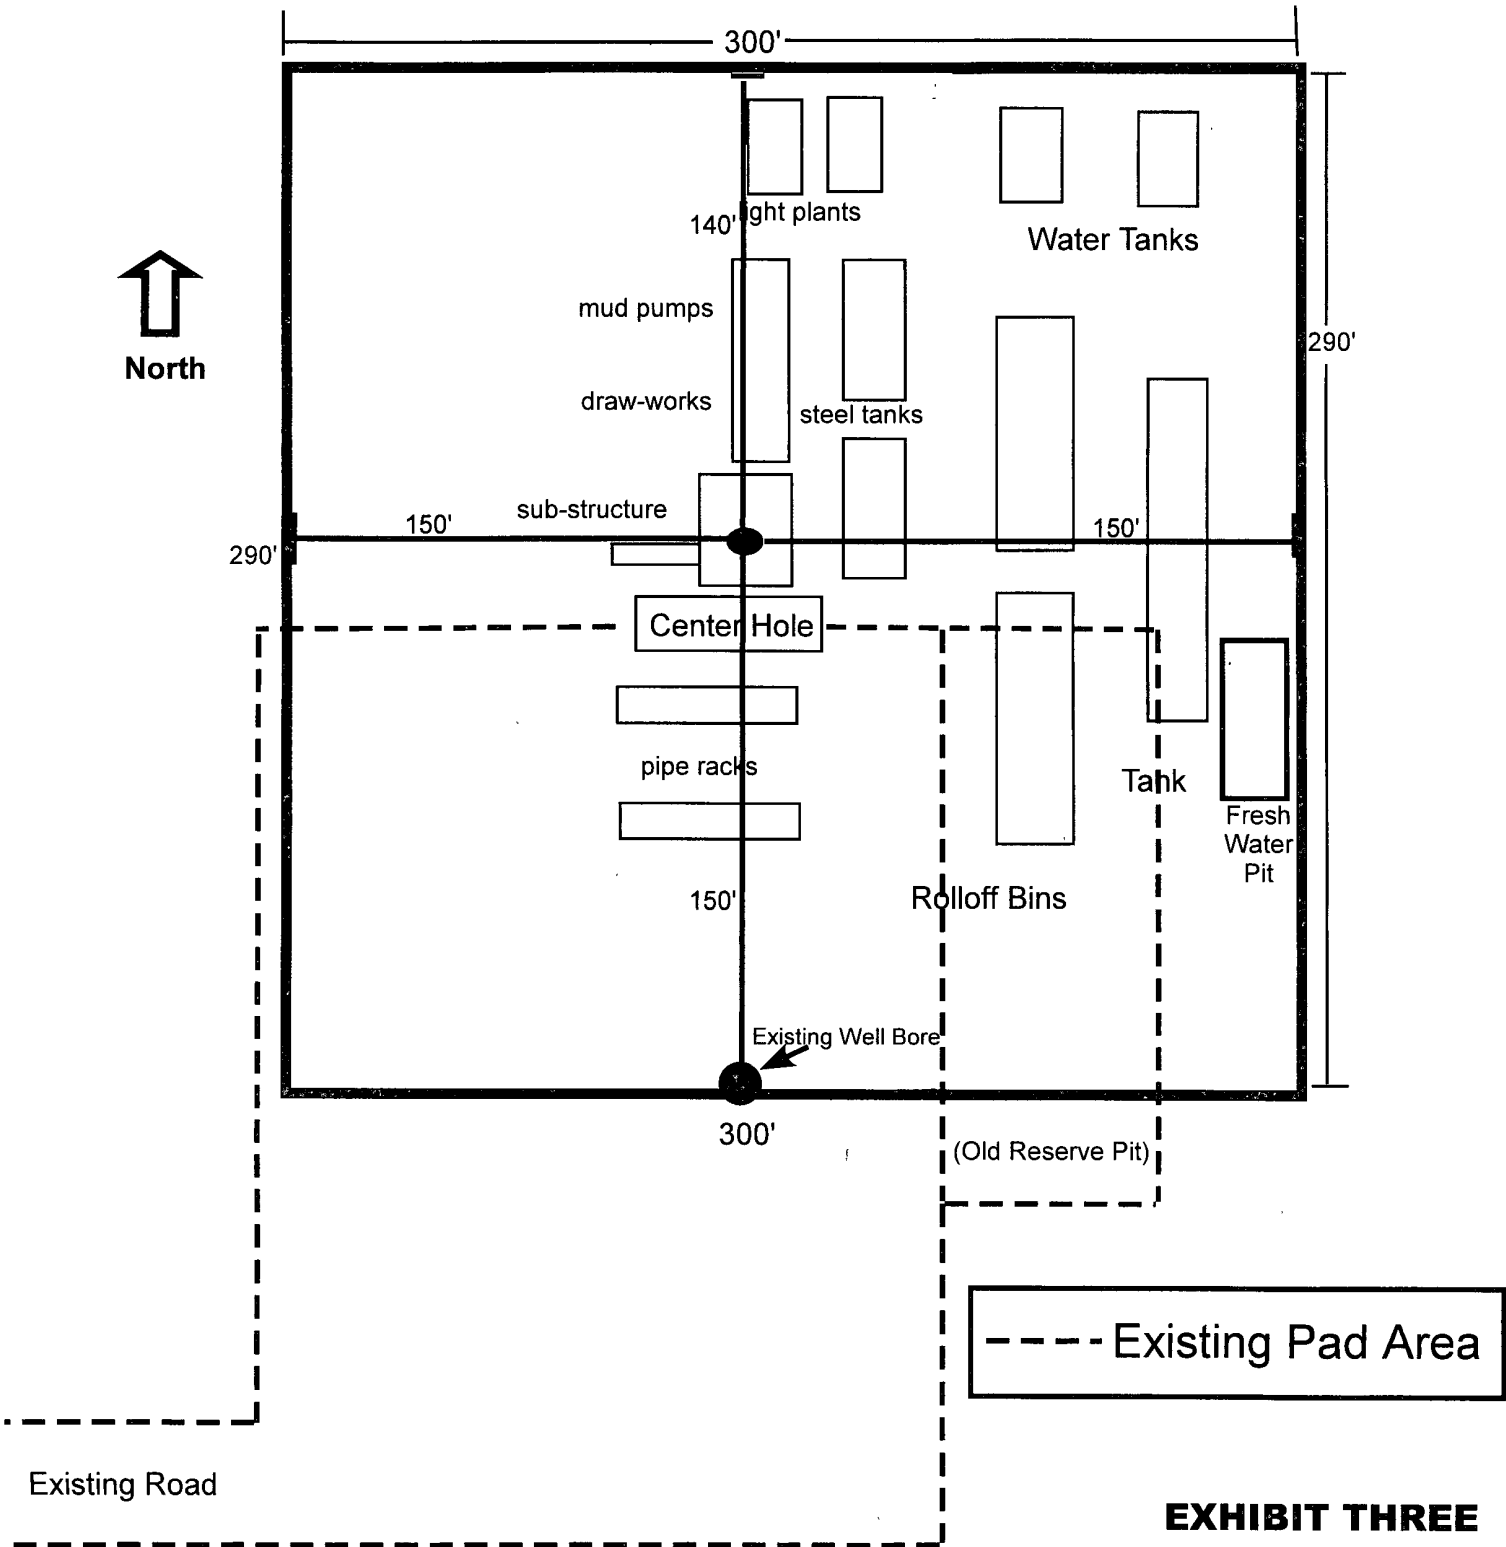 300'
ight plants
140'
Water Tanks
mud pumps
290'
North
draw-works
steel tanks
sub-structure
150'
150'
290'
Center Hole
pipe racks
Tank
Fresh
Water
Pit
150'
Rolloff Bins
Existing Well Bore
300'
(Old Reserve Pit)
Existing Pad Area
Existing Road
EXHIBIT THREE